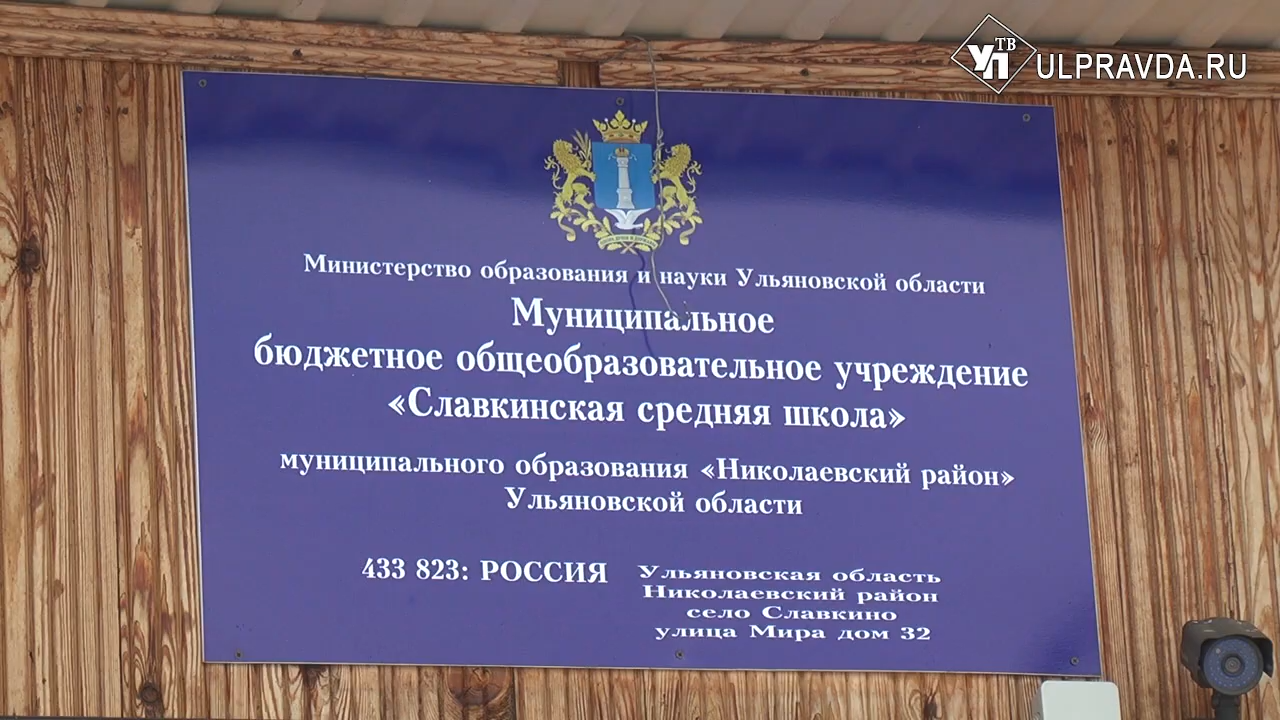 УП ТВ ULPRAVDA.RU
Министерство образования и науки Ульяновской области
Муниципальное
бюджетное общеобразовательное учреждение
«Славкинская средняя школа»
муниципального образования «Николаевский район»
Ульяновской области
433 823: РОССИЯ
Ульяновская область
Николаевский район
село Славкино
улица Мира дом 32